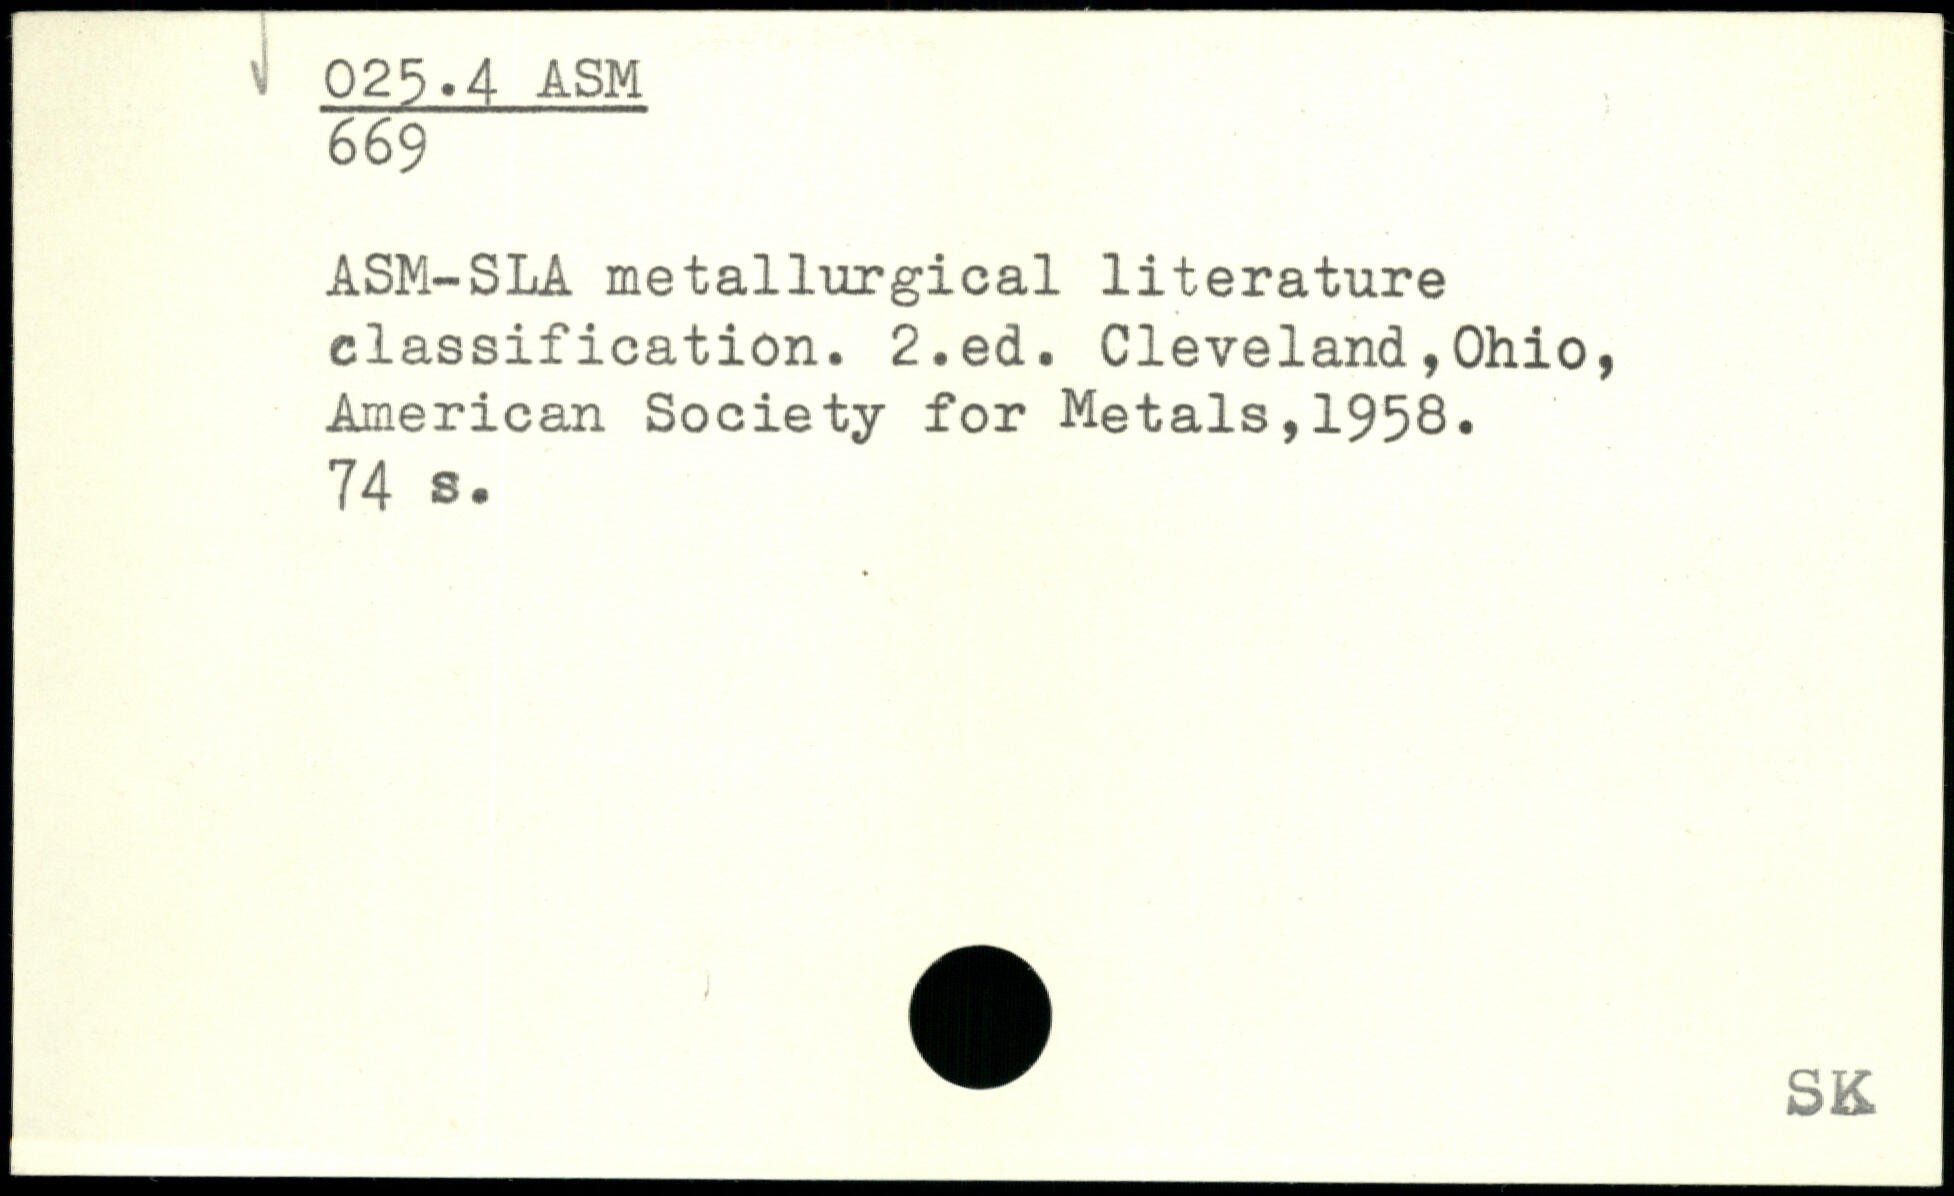 025.4 ASM
669
ASM-SLA metallurgical literature
classification. 2.ed. Cleveland,Ohio,
American Society for Metals,1958.
74 s.
SK